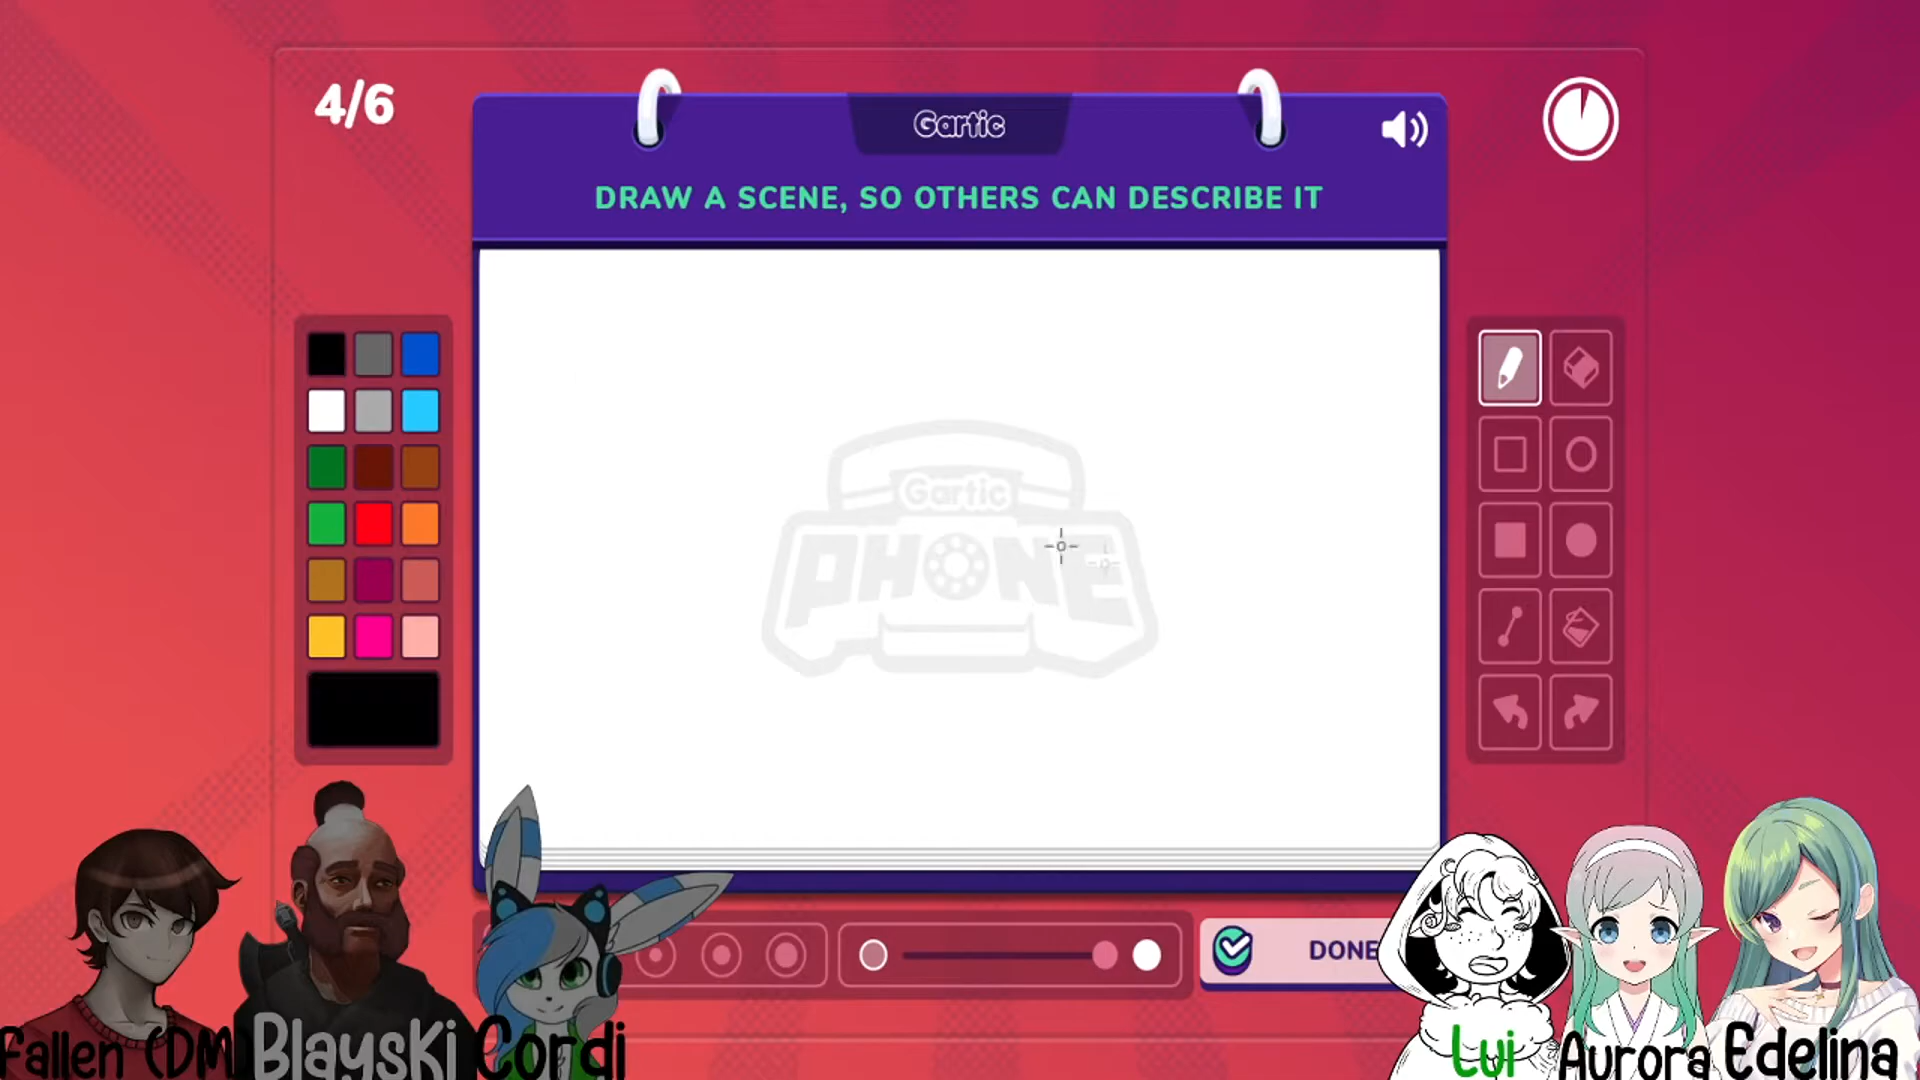 4/6
Gartic
DRAW A SCENE, SO OTHERS CAN DESCRIBE IT
Gartic
PHONE
DONE
Fallen (DM)
Blayski
Cordi
Lui
Aurora
Edelina